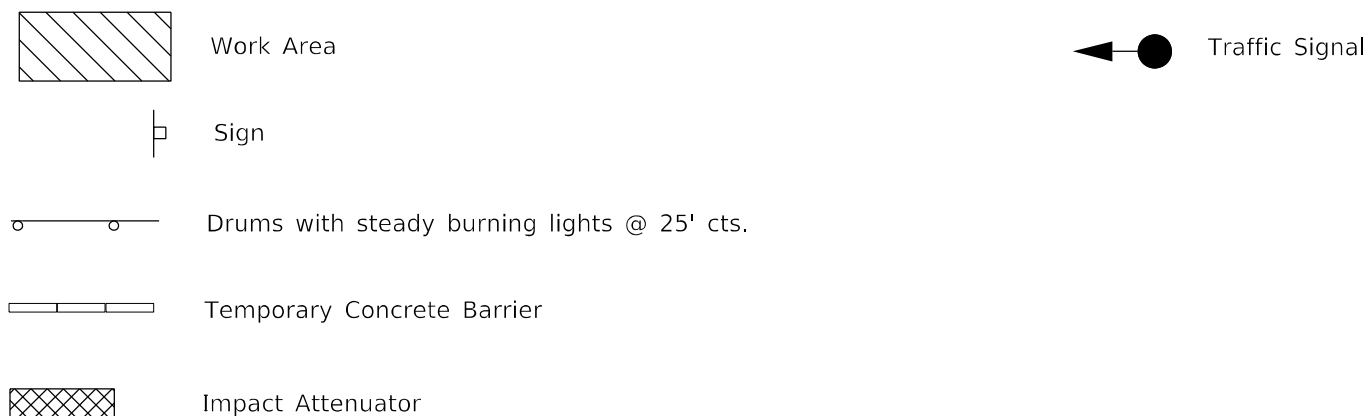 Work Area
Traffic Signal
Sign
Drums with steady burning lights @ 25' cts.
Temporary Concrete Barrier
Impact Attenuator